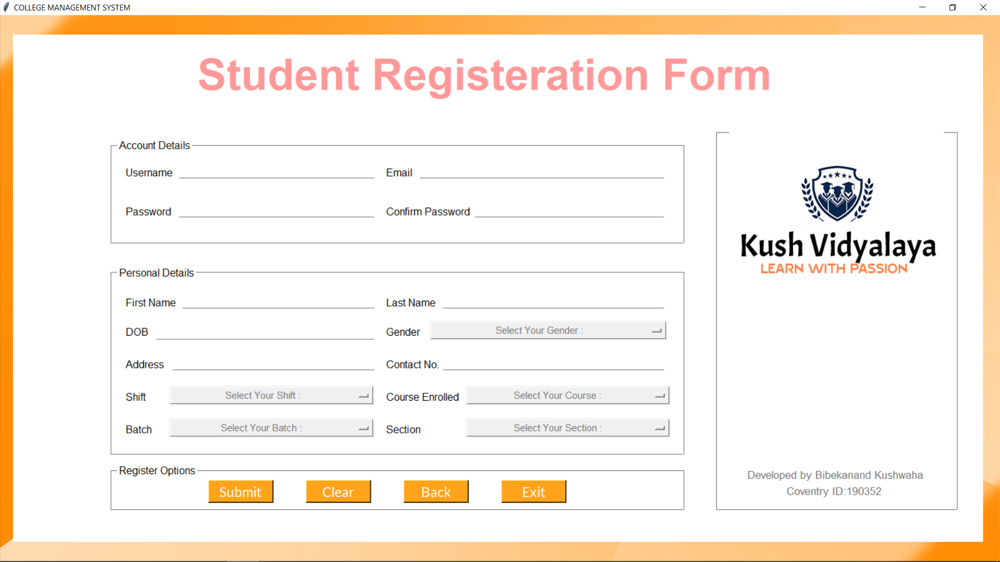 COLLEGE MANAGEMENT SYSTEM
Student Registeration Form
Account Details
Username
Email
Password
Confirm Password
Personal Details
First Name
Last Name
DOB
Gender
Select Your Gender :
Address
Contact No.
Shift
Select Your Shift :
Course Enrolled
Select Your Course :
Batch
Select Your Batch :
Section
Select Your Section :
Register Options
Submit
Clear
Back
Exit
Kush Vidyalaya
LEARN WITH PASSION
Developed by Bibekanand Kushwaha
Coventry ID:190352